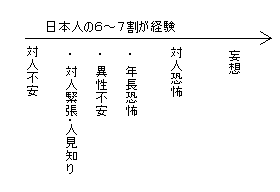 日本人の６～７割が経験
対人不安
・対人緊張・人見知り
・異性不安
・年長恐怖
対人恐怖
妄想